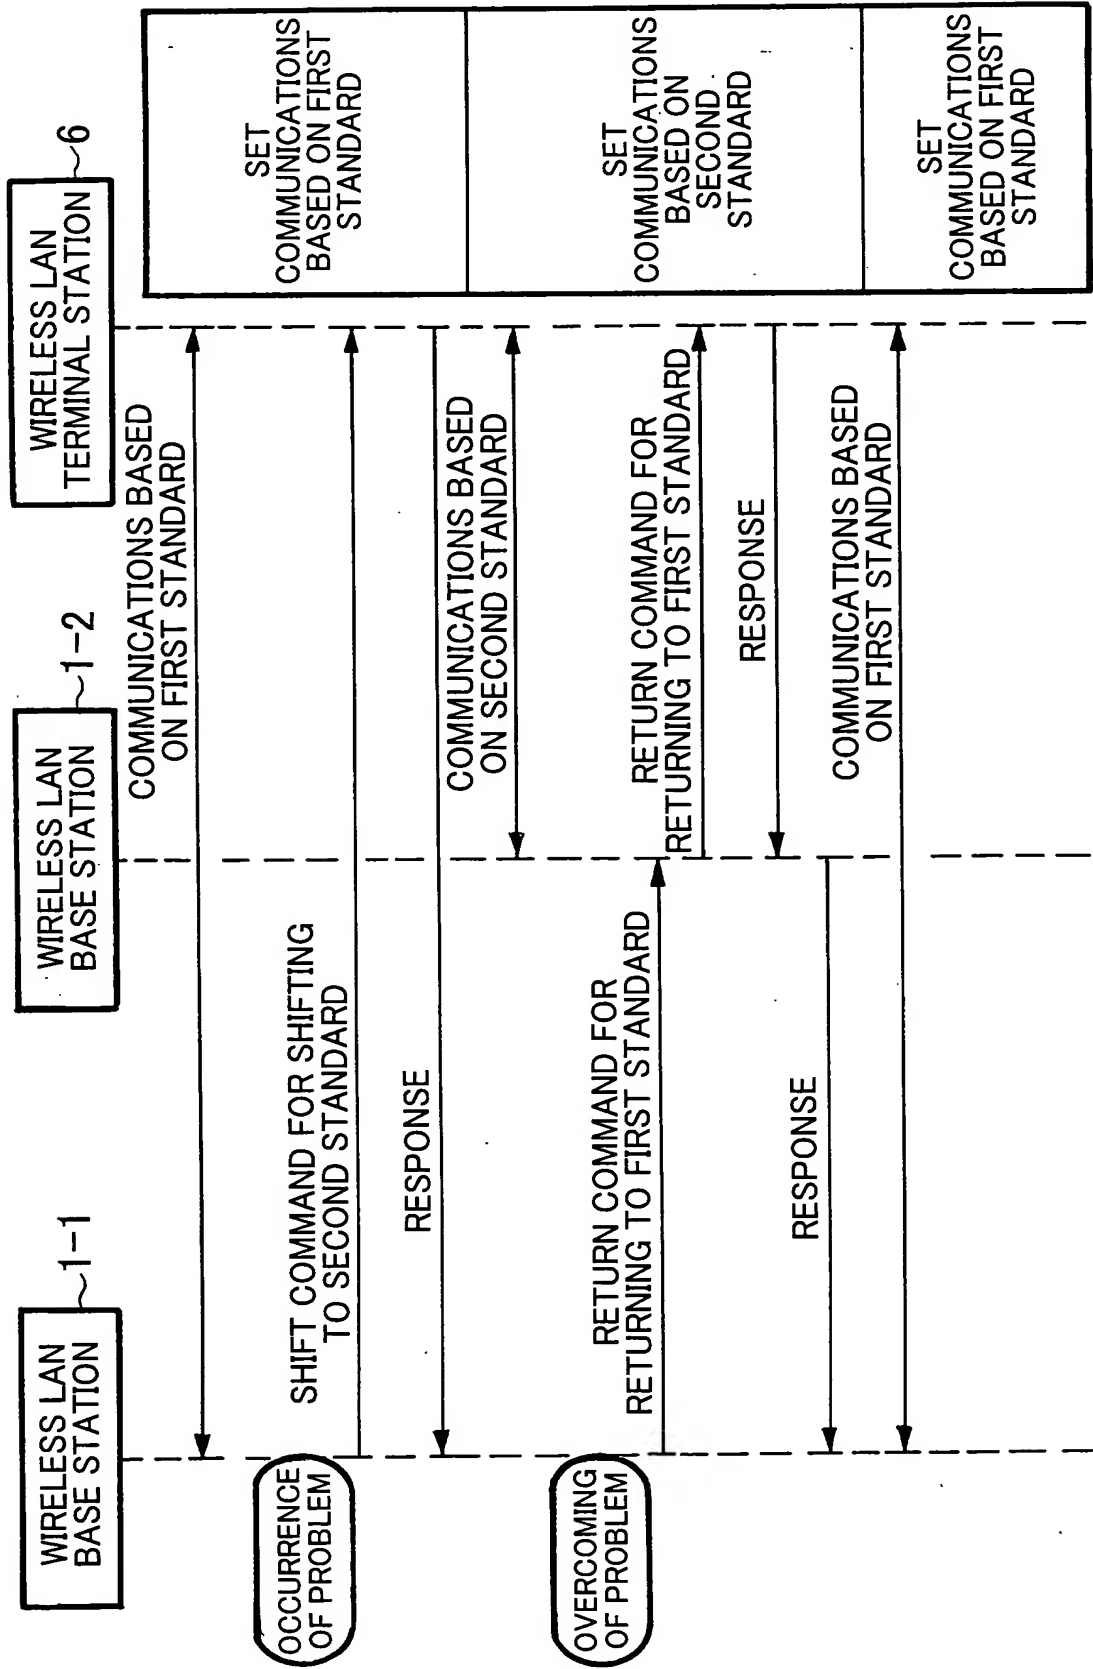 WIRELESS LAN
BASE STATION
1-1
WIRELESS LAN
BASE STATION
1-2
WIRELESS LAN
TERMINAL STATION
6
COMMUNICATIONS BASED
ON FIRST STANDARD
OCCURRENCE
OF PROBLEM
SHIFT COMMAND FOR SHIFTING
TO SECOND STANDARD
RESPONSE
COMMUNICATIONS BASED
ON SECOND STANDARD
OVERCOMING
OF PROBLEM
RETURN COMMAND FOR
RETURNING TO FIRST STANDARD
RETURN COMMAND FOR
RETURNING TO FIRST STANDARD
RESPONSE
RESPONSE
COMMUNICATIONS BASED
ON FIRST STANDARD
SET
COMMUNICATIONS
BASED ON FIRST
STANDARD
SET
COMMUNICATIONS
BASED ON
SECOND
STANDARD
SET
COMMUNICATIONS
BASED ON FIRST
STANDARD